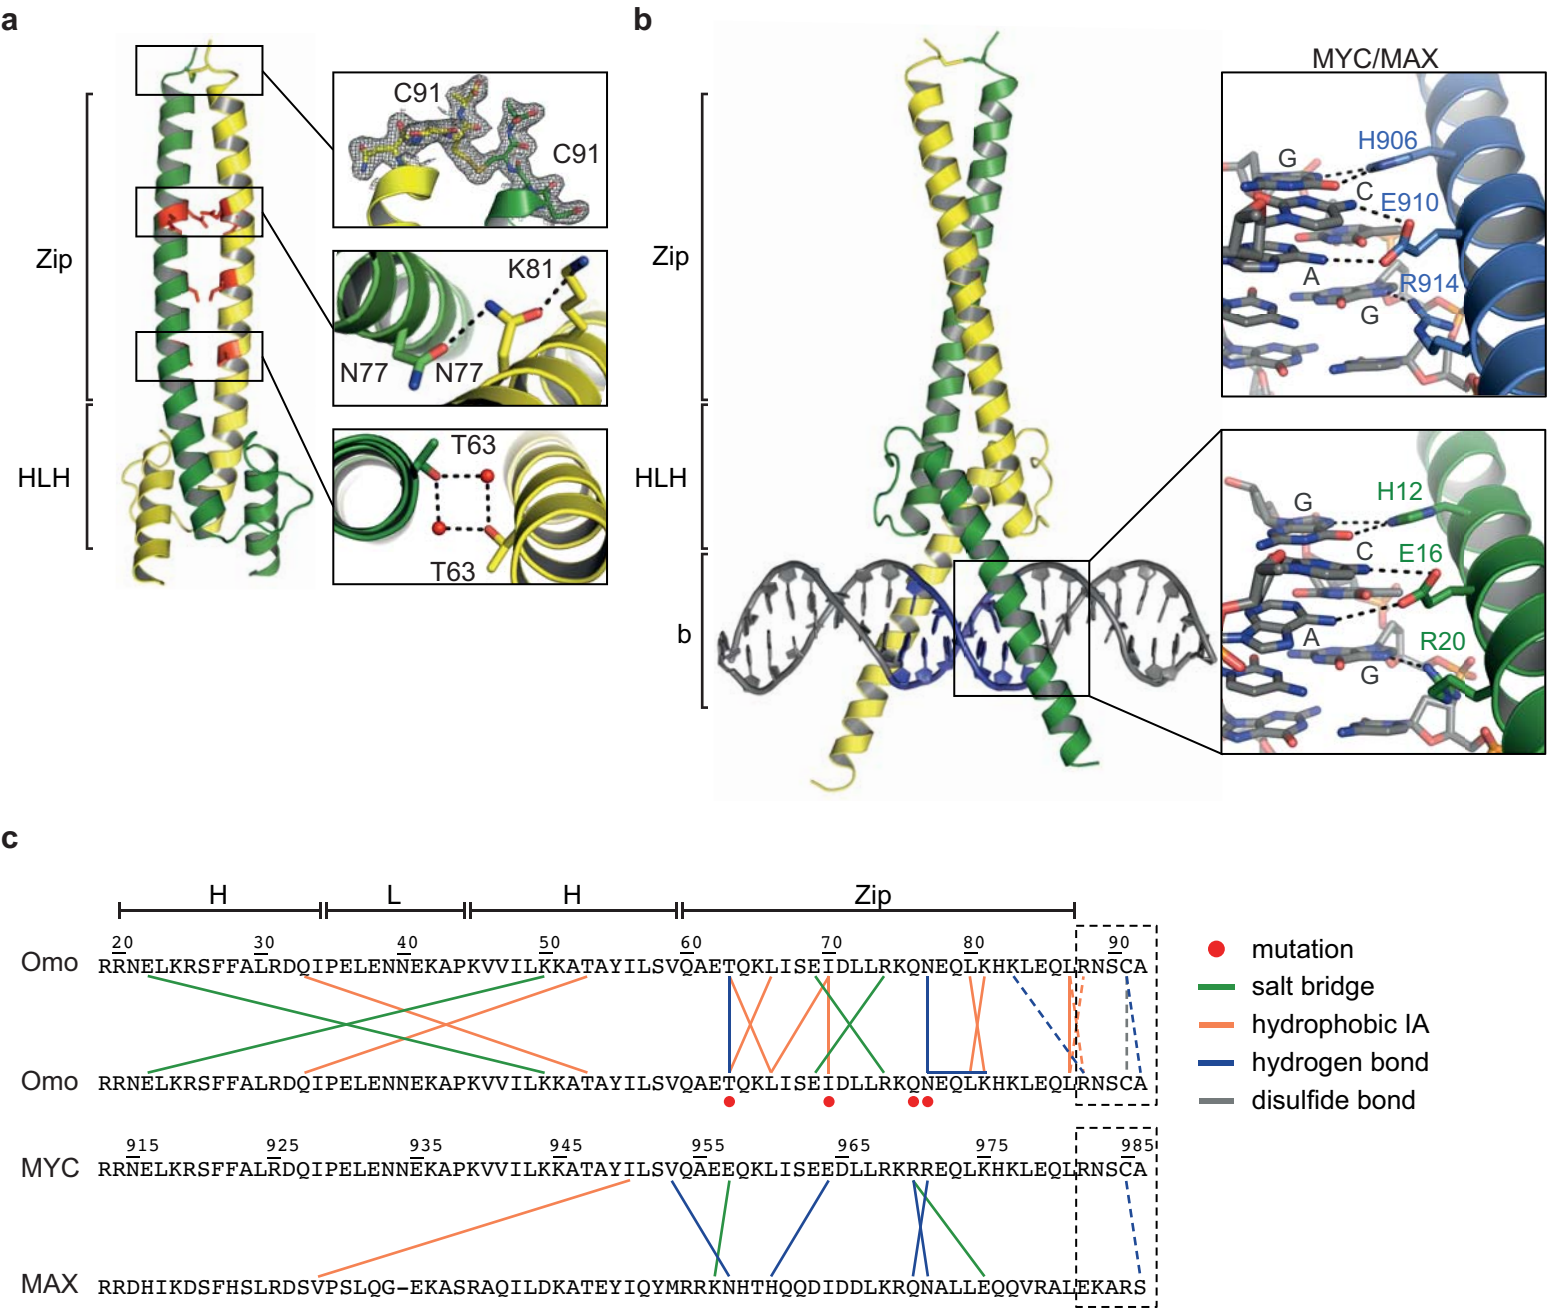 a
Zip
HLH
C91
C91
K81
N77
N77
T63
T63
b
Zip
HLH
b
MYC/MAX
H906
G
C
E910
A
R914
G
H12
G
C
E16
A
R20
G
c
H L H Zip
20 30 40 50 60 70 80 90
Omo RRNELKRSFFALRDQIPELENNEKAPKVVILKKATAYILSVQAETQKLISEIDLLRKQNEQLKHKLEQLRNSCA
Omo RRNELKRSFFALRDQIPELENNEKAPKVVILKKATAYILSVQAETQKLISEIDLLRKQNEQLKHKLEQLRNSCA
915 925 935 945 955 965 975 985
MYC RRNELKRSFFALRDQIPELENNEKAPKVVILKKATAYILSVQAEEQKLISEEDLLRKRREQLKHKLEQLRNSCA
MAX RRDHIKDSFHSLRDSVPSLQG-EKASRAQILDKATEYIQYMRRKNHTHQQDIDDLKRQNALLEQQVRALEKARS
mutation
salt bridge
hydrophobic IA
hydrogen bond
disulfide bond